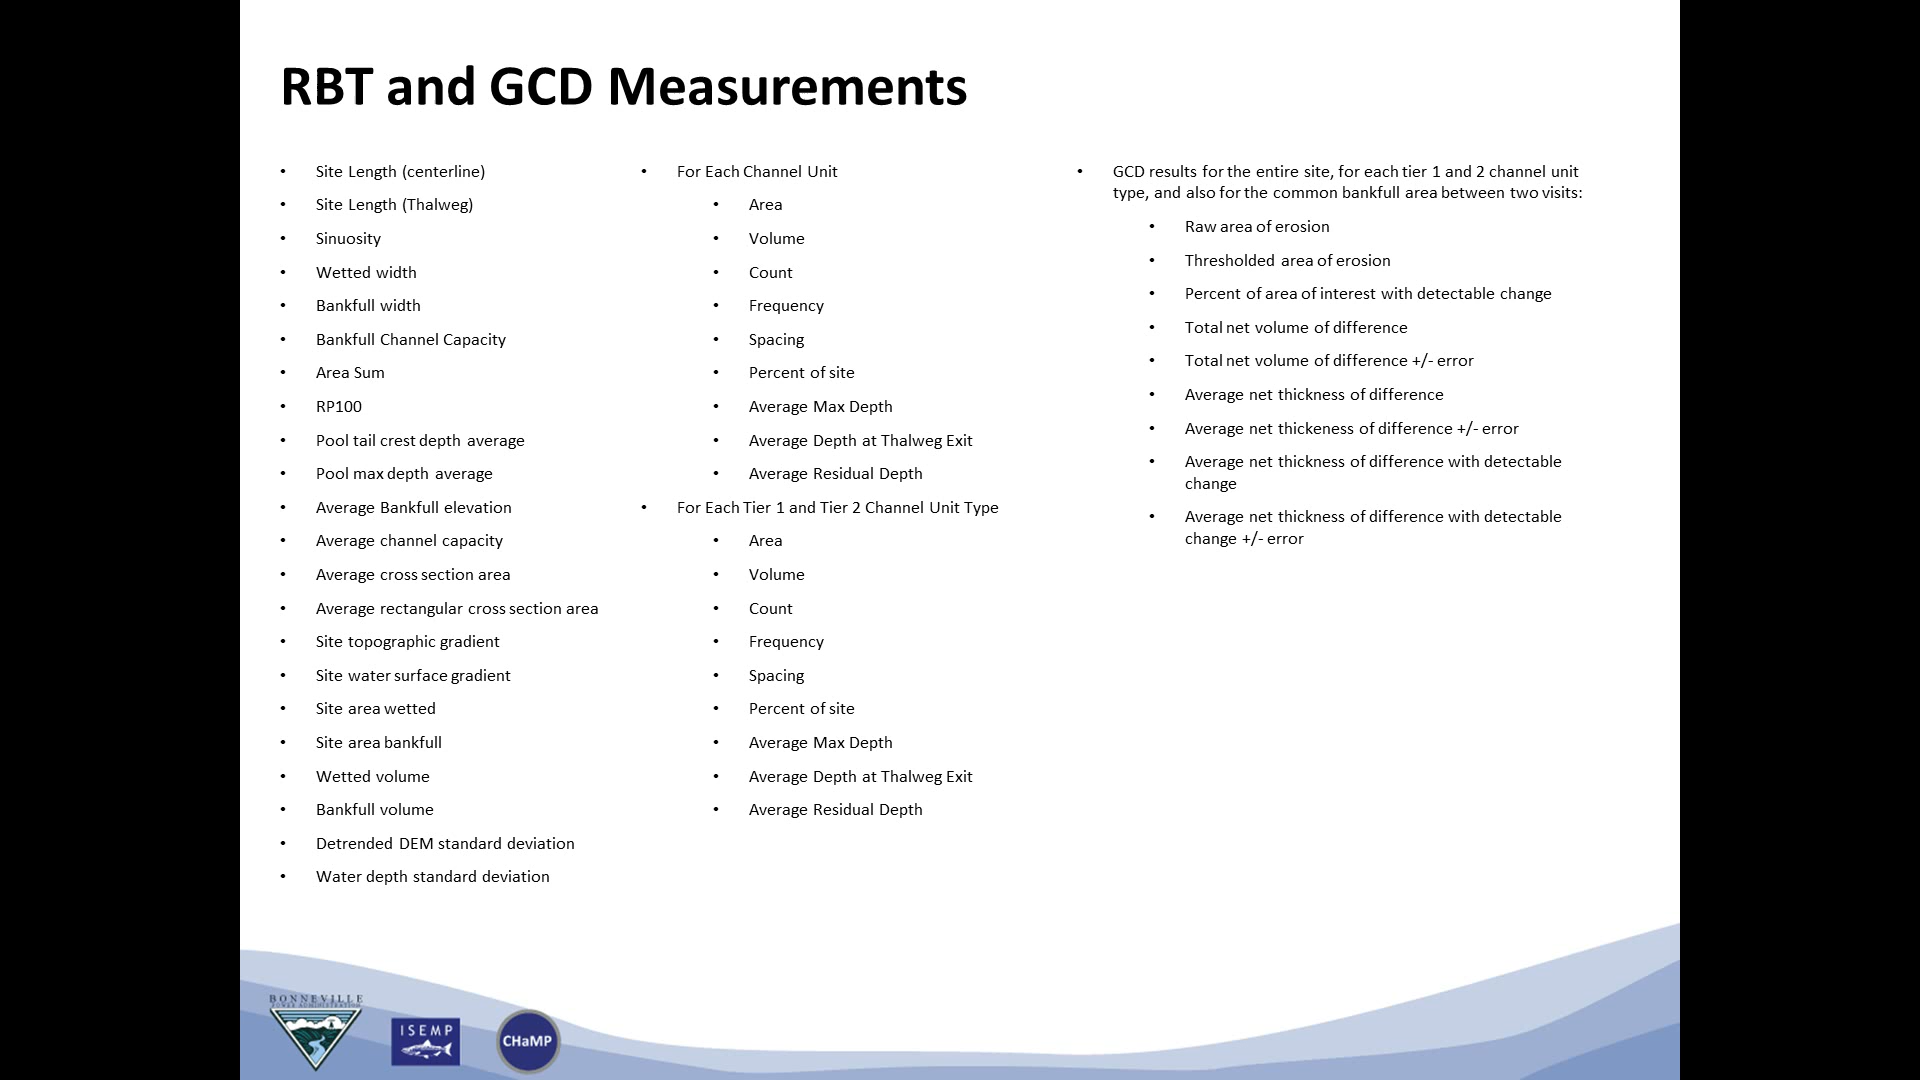 RBT and GCD Measurements
• Site Length (centerline)
• Site Length (Thalweg)
• Sinuosity
• Wetted width
• Bankfull width
• Bankfull Channel Capacity
• Area Sum
• RP100
• Pool tail crest depth average
• Pool max depth average
• Average Bankfull elevation
• Average channel capacity
• Average cross section area
• Average rectangular cross section area
• Site topographic gradient
• Site water surface gradient
• Site area wetted
• Site area bankfull
• Wetted volume
• Bankfull volume
• Detrended DEM standard deviation
• Water depth standard deviation
• For Each Channel Unit
• Area
• Volume
• Count
• Frequency
• Spacing
• Percent of site
• Average Max Depth
• Average Depth at Thalweg Exit
• Average Residual Depth
• For Each Tier 1 and Tier 2 Channel Unit Type
• Area
• Volume
• Count
• Frequency
• Spacing
• Percent of site
• Average Max Depth
• Average Depth at Thalweg Exit
• Average Residual Depth
• GCD results for the entire site, for each tier 1 and 2 channel unit
type, and also for the common bankfull area between two visits:
• Raw area of erosion
• Thresholded area of erosion
• Percent of area of interest with detectable change
• Total net volume of difference
• Total net volume of difference +/- error
• Average net thickness of difference
• Average net thickeness of difference +/- error
• Average net thickness of difference with detectable
change
• Average net thickness of difference with detectable
change +/- error
BONNEVILLE
POWER ADMINISTRATION
ISEMP
CHaMP